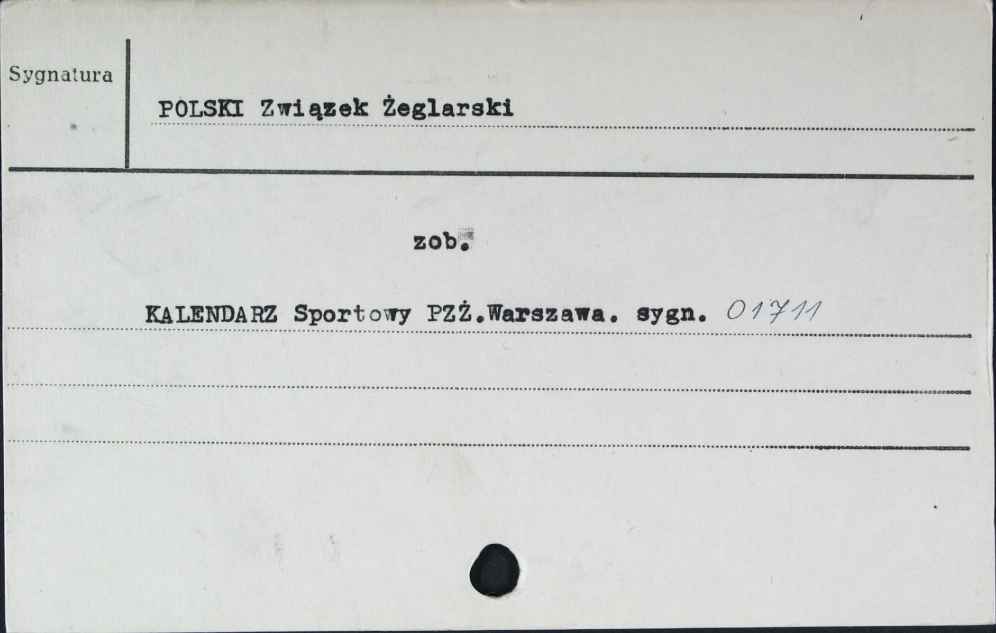 Sygnatura
POLSKI Związek Żeglarski
zob.
KALENDARZ Sportowy PZŻ.Warszawa. sygn. 01711